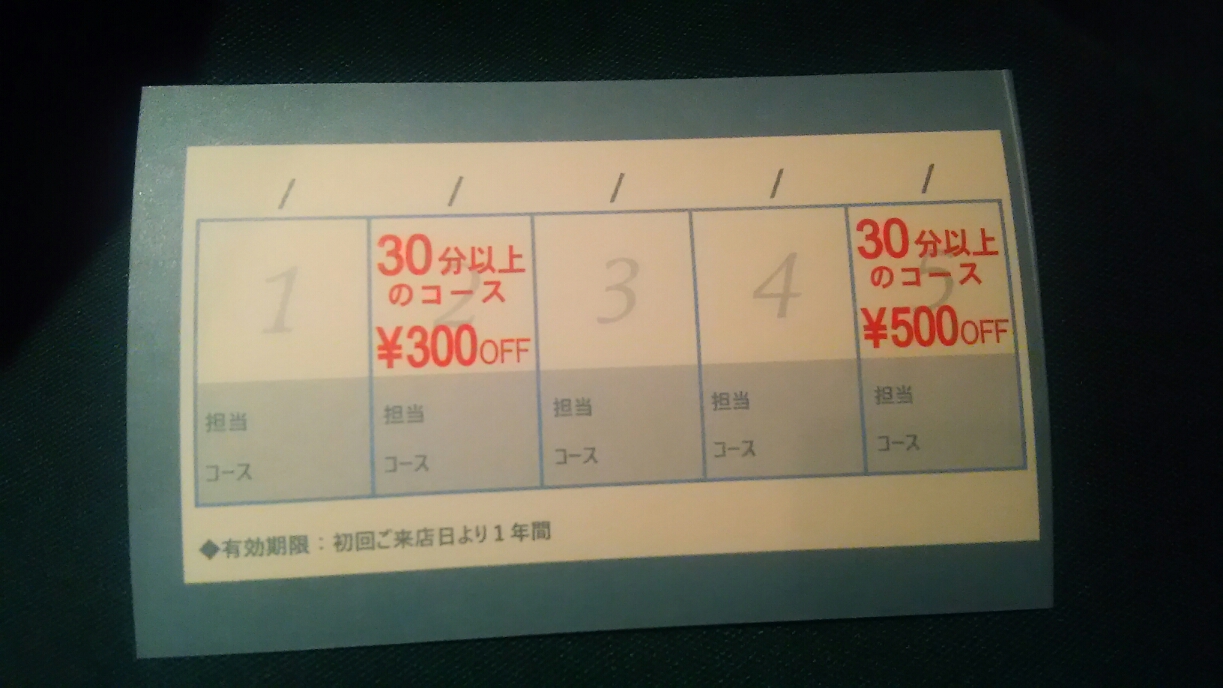 / / / / /
1
30分以上
のコース
2
¥300OFF
3
4
30分以上
のコース
5
¥500OFF
担当 担当 担当 担当 担当
コース コース コース コース コース
◆有効期限：初回ご来店日より1年間